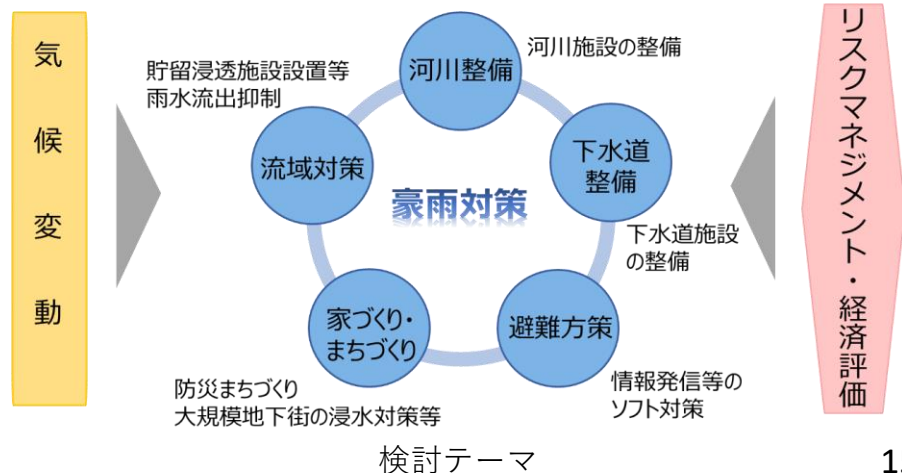 気候変動
貯留浸透施設設置等
雨水流出抑制
河川整備
河川施設の整備
流域対策
下水道
整備
豪雨対策
下水道施設
の整備
家づくり・
まちづくり
避難方策
防災まちづくり
大規模地下街の浸水対策等
情報発信等の
ソフト対策
リスクマネジメント・経済評価
検討テーマ